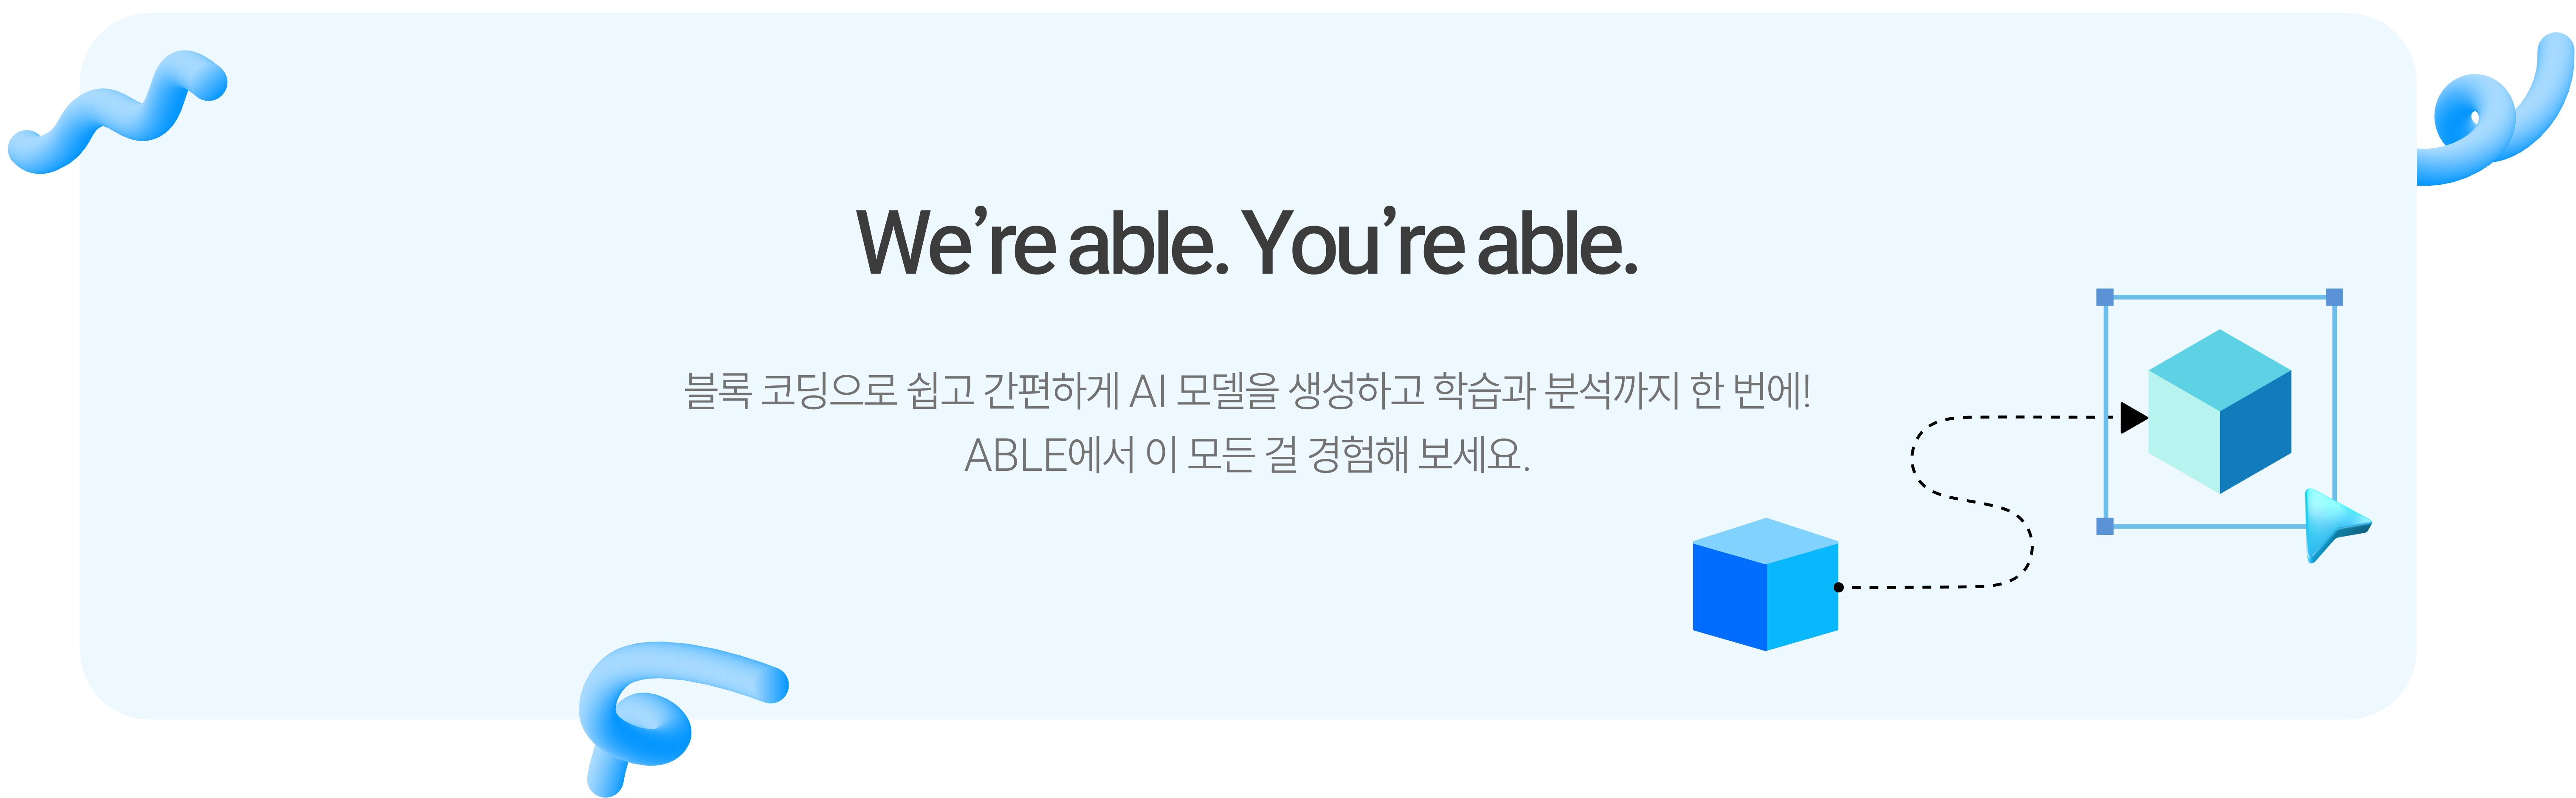 We’re able. You’re able.
블록 코딩으로 쉽고 간편하게 AI 모델을 생성하고 학습과 분석까지 한 번에!
ABLE에서 이 모든 걸 경험해 보세요.